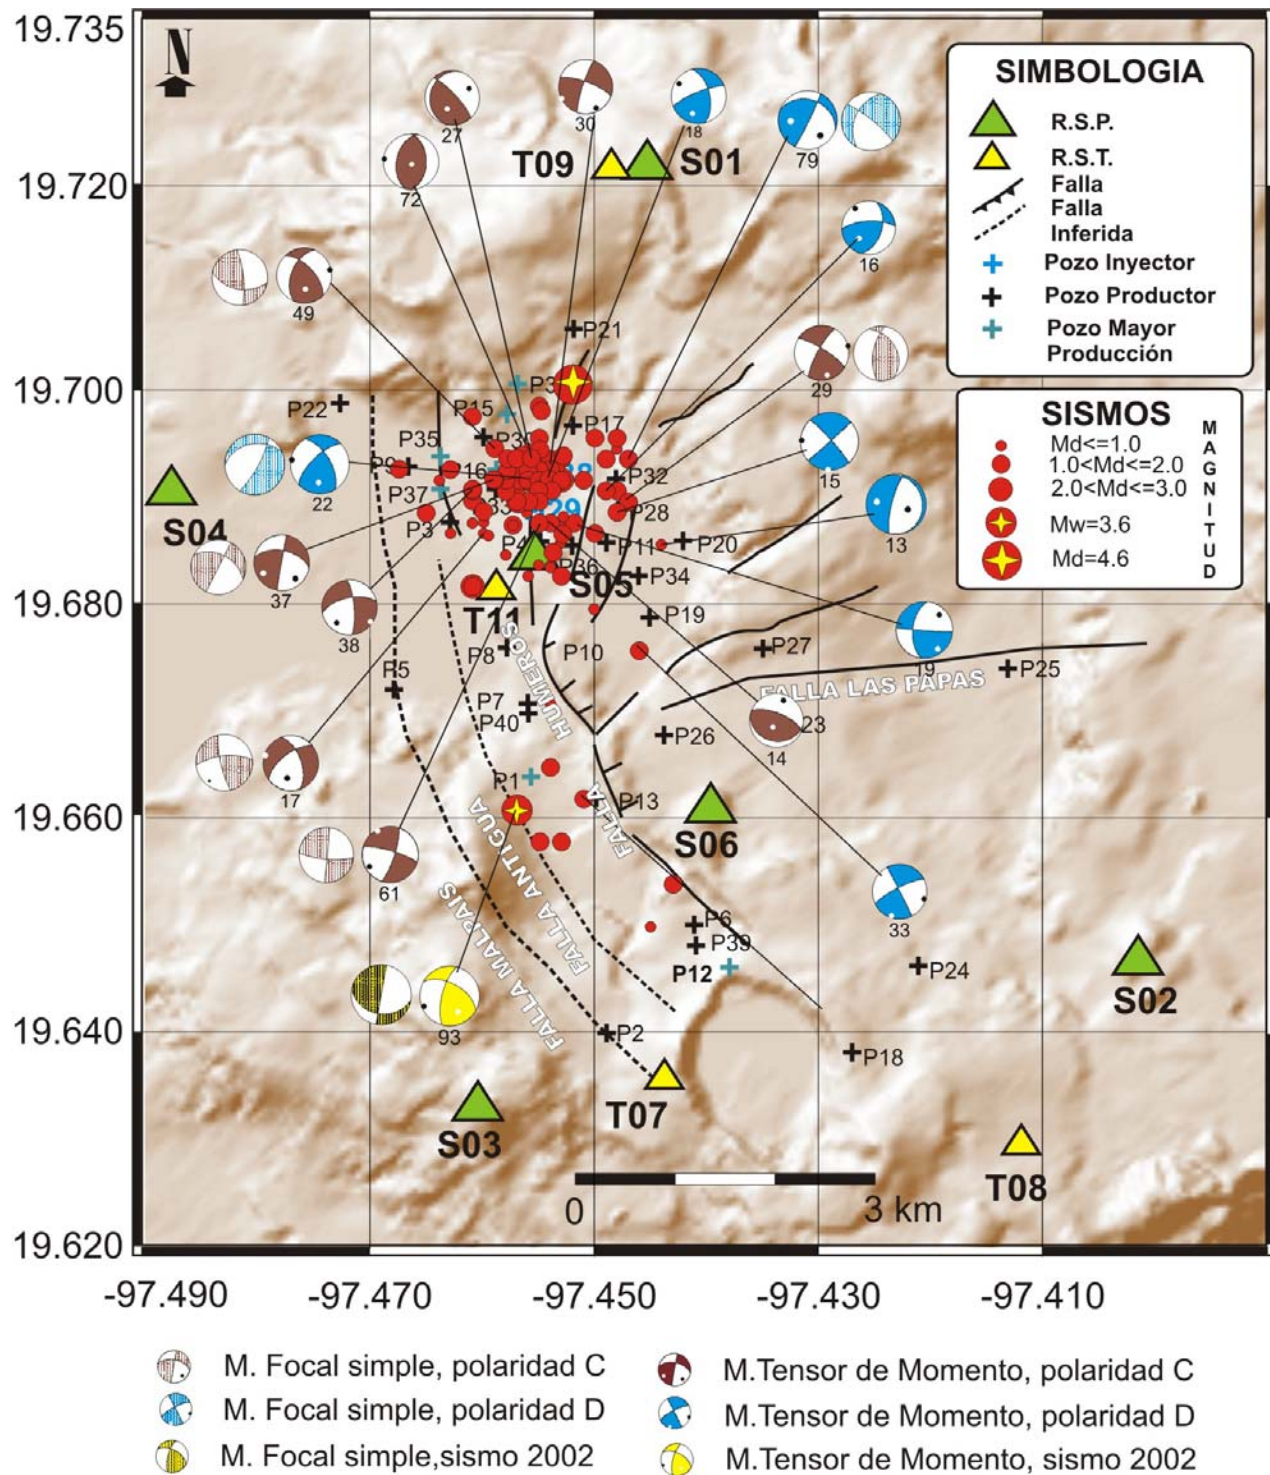 19.735
N
SIMBOLOGIA
R.S.P.
R.S.T.
Falla
Falla
Inferida
Pozo Inyector
Pozo Productor
Pozo Mayor
Producción
27
30
18
79
72
T09
S01
19.720
16
49
P21
29
SISMOS
Md<=1.0
1.0<Md<=2.0
2.0<Md<=3.0
Mw=3.6
Md=4.6
MAGNITUD
19.700
P22
P15
P17
P35
P30
P9
P16
P32
15
22
P37
P28
13
S04
P3
P4
P11
P20
P36
P34
37
S05
19.680
T11
P19
38
P8
P10
P27
19
P25
P5
HUMEROS
FALLA LAS PAPAS
P7
P40
P26
23
14
17
P1
P13
FALLA
19.660
S06
61
FALLA ANTIGUA
FALLA MALPAIS
33
P6
P39
P12
P24
S02
93
19.640
P2
P18
T07
S03
T08
0
3 km
19.620
-97.490
-97.470
-97.450
-97.430
-97.410
M. Focal simple, polaridad C
M.Tensor de Momento, polaridad C
M. Focal simple, polaridad D
M.Tensor de Momento, polaridad D
M. Focal simple,sismo 2002
M.Tensor de Momento, sismo 2002